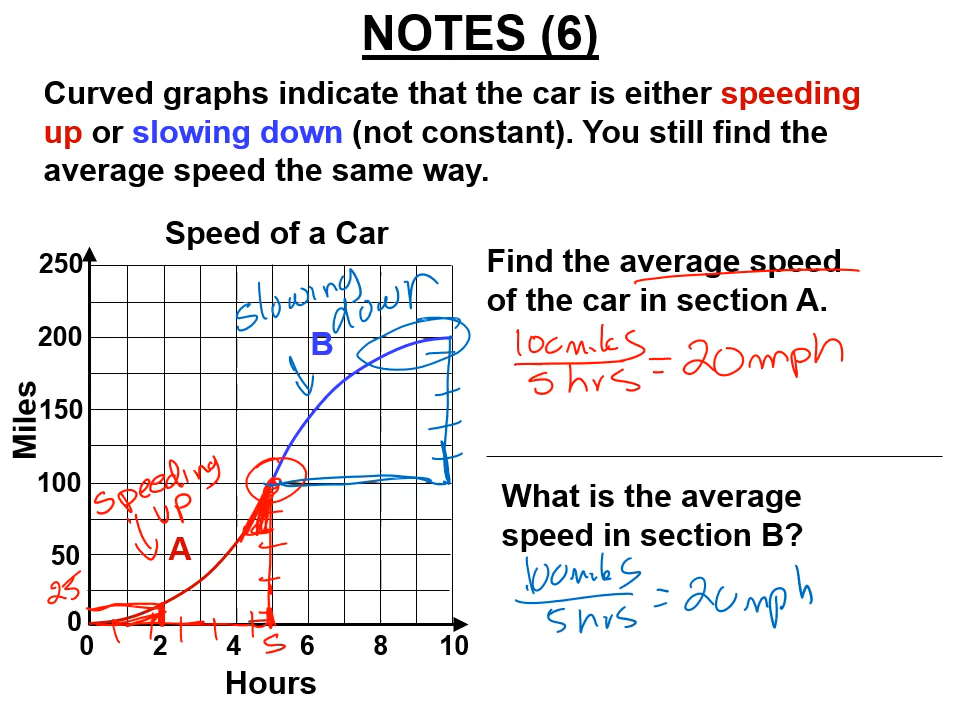 NOTES (6)
Curved graphs indicate that the car is either speeding
up or slowing down (not constant). You still find the
average speed the same way.
Speed of a Car
250
200
150
100
50
25
0
Miles
0 2 4 5 6 8 10
Hours
slowing
down
B
speeding
up
A
Find the average speed
of the car in section A.
100 miles
5 hrs
= 20 mph
What is the average
speed in section B?
100 miles
5 hrs
= 20 mph